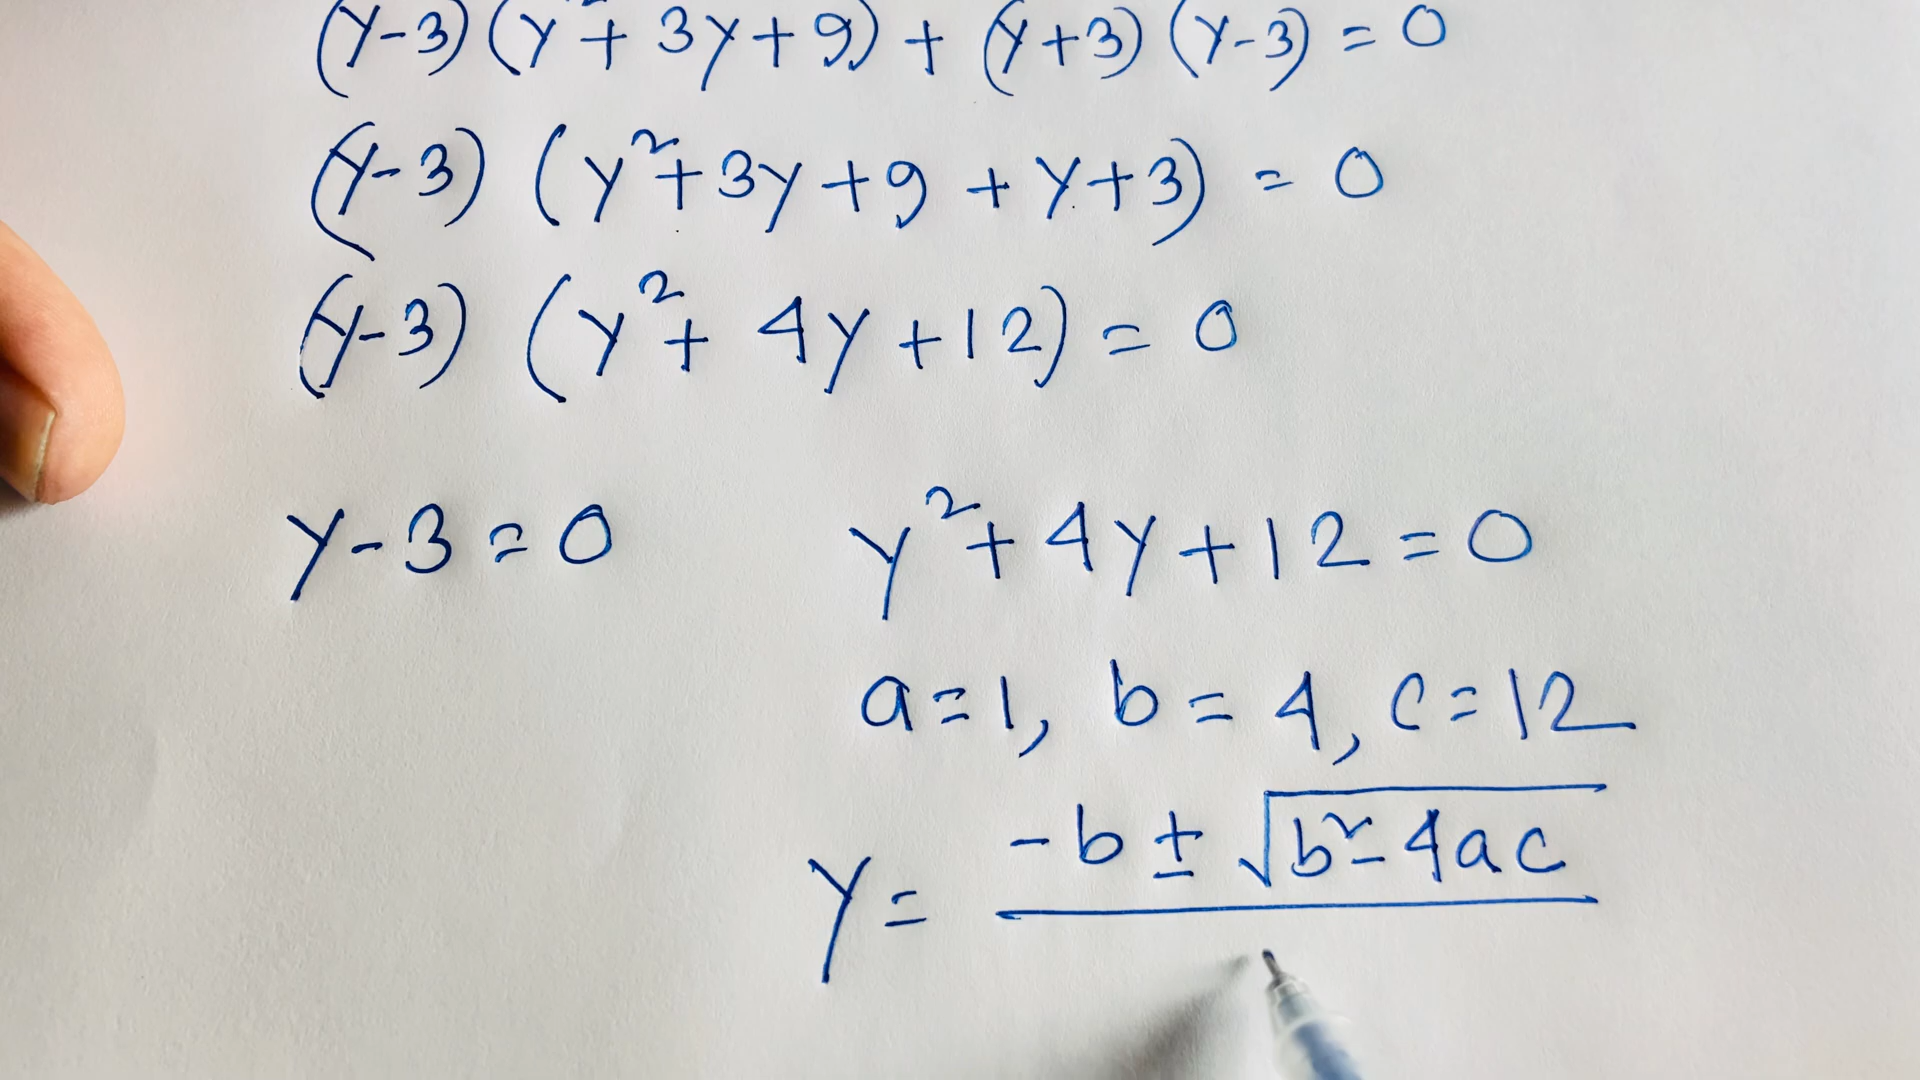 (y-3)(y²+3y+9)+(y+3)(y-3)=0
(y-3)(y²+3y+9+y+3)=0
(y-3)(y²+4y+12)=0
y-3=0 y²+4y+12=0
a=1, b=4, c=12
y= -b±√b²-4ac